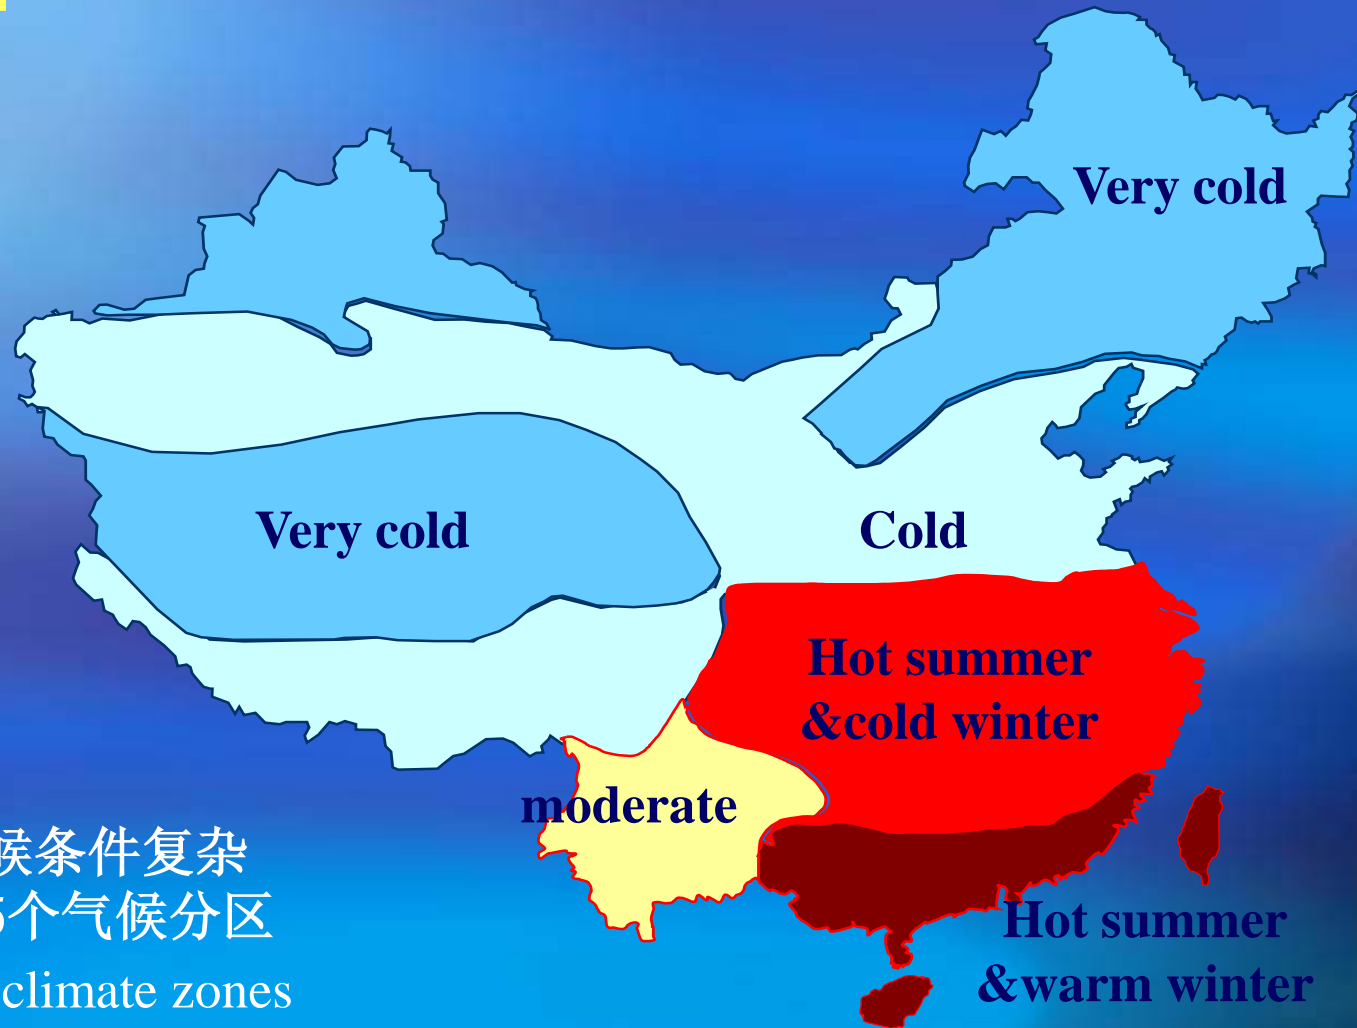 Very cold
Very cold
Cold
Hot summer
&cold winter
moderate
候条件复杂
5个气候分区
climate zones
Hot summer
&warm winter